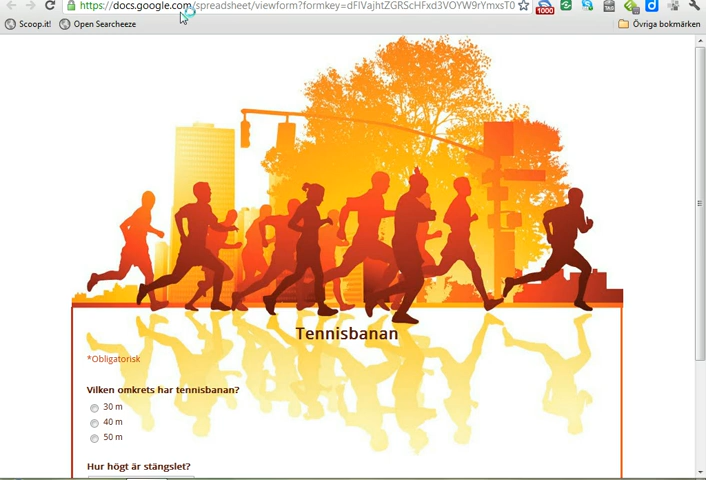 https://docs.google.com/spreadsheet/viewform?formkey=
1000
Scoop.it!
Open Searcheeze
Övriga bokmärken
Tennisbanan
*Obligatorisk
Vilken omkrets har tennisbanan?
30 m
40 m
50 m
Hur högt är stängslet?